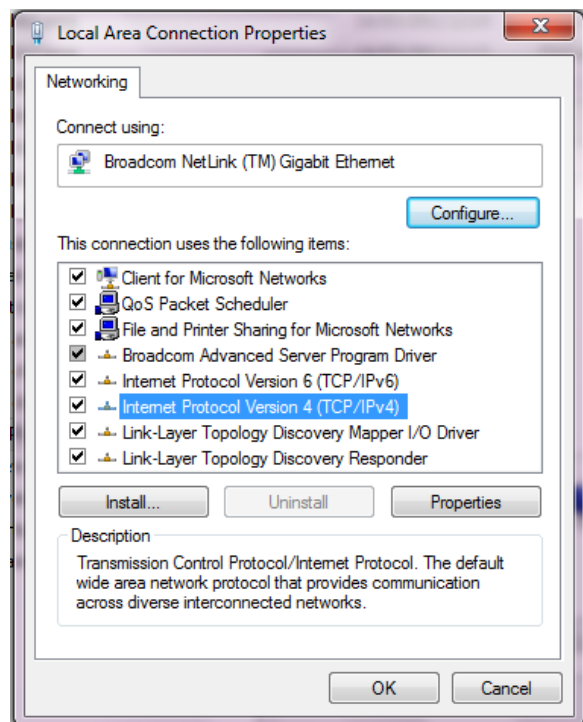 Local Area Connection Properties
Networking
Connect using:
Broadcom NetLink (TM) Gigabit Ethernet
Configure...
This connection uses the following items:
Client for Microsoft Networks
QoS Packet Scheduler
File and Printer Sharing for Microsoft Networks
Broadcom Advanced Server Program Driver
Internet Protocol Version 6 (TCP/IPv6)
Internet Protocol Version 4 (TCP/IPv4)
Link-Layer Topology Discovery Mapper I/O Driver
Link-Layer Topology Discovery Responder
Install... Uninstall Properties
Description
Transmission Control Protocol/Internet Protocol. The default
wide area network protocol that provides communication
across diverse interconnected networks.
OK Cancel